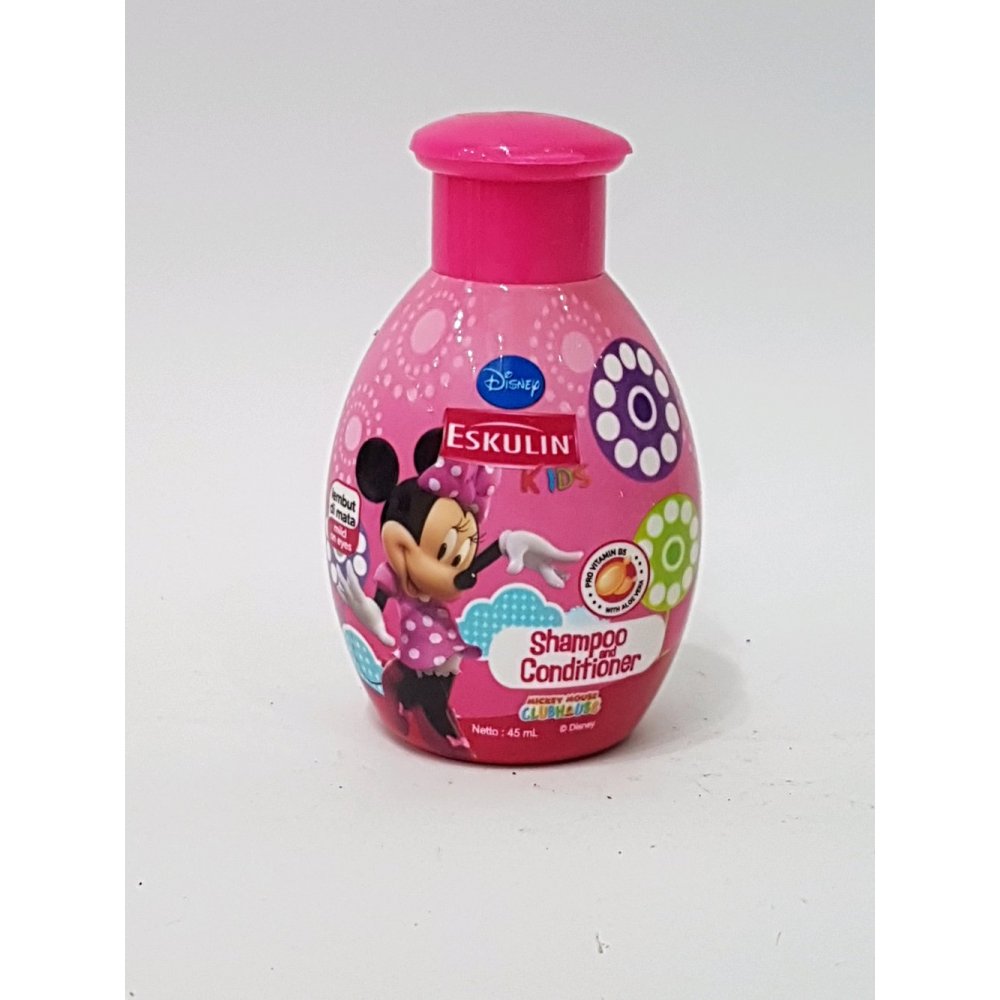 Disney
ESKULIN
KIDS
lembut
di mata
mild
on eyes
PRO VITAMIN B5
WITH ALOE VERA
Shampoo
and
Conditioner
MICKEY MOUSE
CLUBHOUSE
Netto : 45 ml.
© Disney